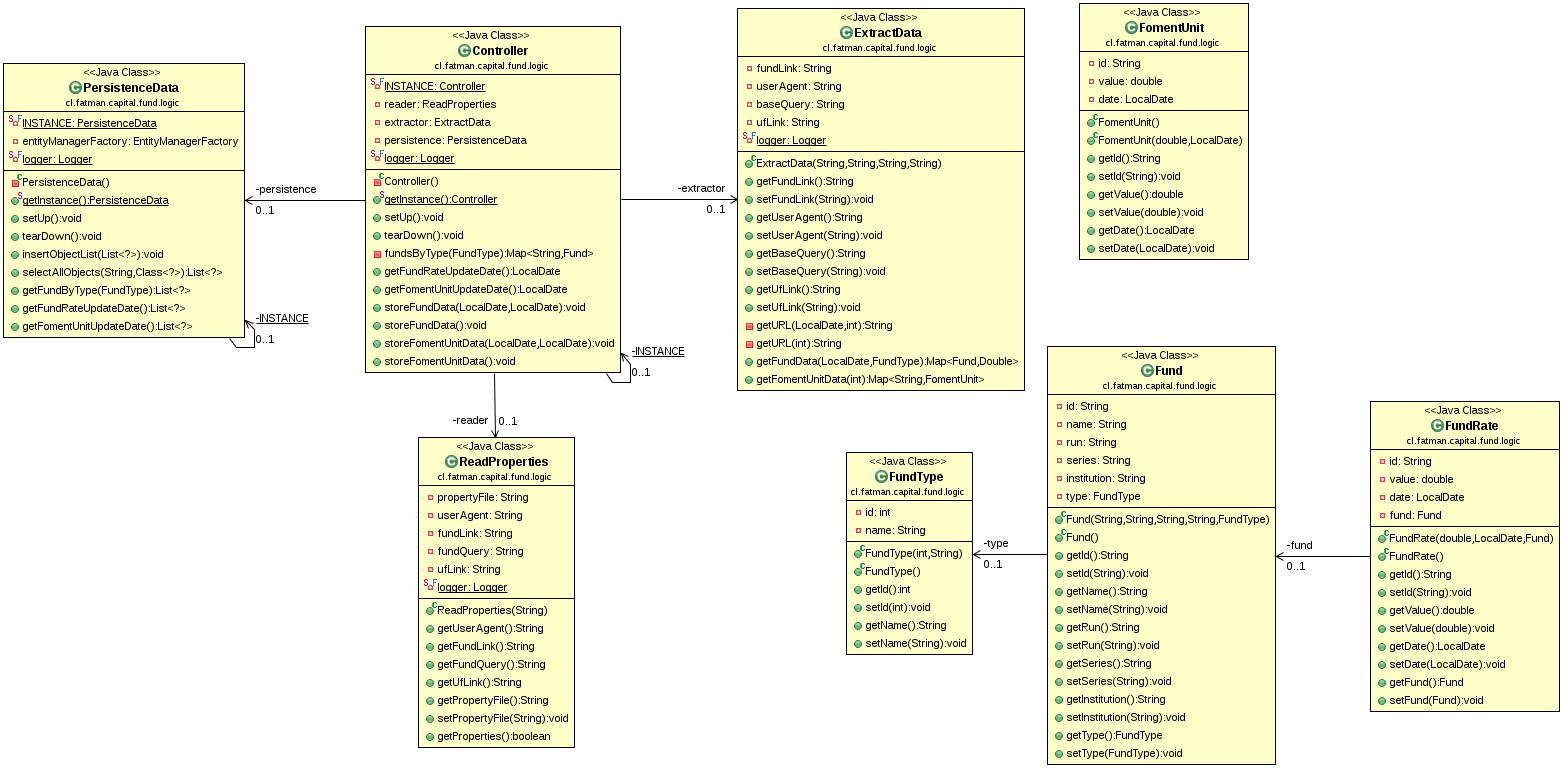 <<Java Class>>
PersistenceData
cl.fatman.capital.fund.logic
INSTANCE: PersistenceData
entityManagerFactory: EntityManagerFactory
logger: Logger
PersistenceData()
getInstance():PersistenceData
setUp():void
tearDown():void
insertObjectList(List<?>):void
selectAllObjects(String,Class<?>):List<?>
getFundByType(FundType):List<?>
getFundRateUpdateDate():List<?>
getFomentUnitUpdateDate():List<?>
-INSTANCE
0..1
-persistence
0..1
<<Java Class>>
Controller
cl.fatman.capital.fund.logic
INSTANCE: Controller
reader: ReadProperties
extractor: ExtractData
persistence: PersistenceData
logger: Logger
Controller()
getInstance():Controller
setUp():void
tearDown():void
fundsByType(FundType):Map<String,Fund>
getFundRateUpdateDate():LocalDate
getFomentUnitUpdateDate():LocalDate
storeFundData(LocalDate,LocalDate):void
storeFundData():void
storeFomentUnitData(LocalDate,LocalDate):void
storeFomentUnitData():void
-INSTANCE
0..1
-extractor
0..1
<<Java Class>>
ExtractData
cl.fatman.capital.fund.logic
fundLink: String
userAgent: String
baseQuery: String
ufLink: String
logger: Logger
ExtractData(String,String,String,String)
getFundLink():String
setFundLink(String):void
getUserAgent():String
setUserAgent(String):void
getBaseQuery():String
setBaseQuery(String):void
getUfLink():String
setUfLink(String):void
getURL(LocalDate,int):String
getURL(int):String
getFundData(LocalDate,FundType):Map<Fund,Double>
getFomentUnitData(int):Map<String,FomentUnit>
<<Java Class>>
FomentUnit
cl.fatman.capital.fund.logic
id: String
value: double
date: LocalDate
FomentUnit()
FomentUnit(double,LocalDate)
getId():String
setId(String):void
getValue():double
setValue(double):void
getDate():LocalDate
setDate(LocalDate):void
-reader
0..1
<<Java Class>>
ReadProperties
cl.fatman.capital.fund.logic
propertyFile: String
userAgent: String
fundLink: String
fundQuery: String
ufLink: String
logger: Logger
ReadProperties(String)
getUserAgent():String
getFundLink():String
getFundQuery():String
getUfLink():String
getPropertyFile():String
setPropertyFile(String):void
getProperties():boolean
<<Java Class>>
FundType
cl.fatman.capital.fund.logic
id: int
name: String
FundType(int,String)
FundType()
getId():int
setId(int):void
getName():String
setName(String):void
-type
0..1
<<Java Class>>
Fund
cl.fatman.capital.fund.logic
id: String
name: String
run: String
series: String
institution: String
type: FundType
Fund(String,String,String,String,FundType)
Fund()
getId():String
setId(String):void
getName():String
setName(String):void
getRun():String
setRun(String):void
getSeries():String
setSeries(String):void
getInstitution():String
setInstitution(String):void
getType():FundType
setType(FundType):void
-fund
0..1
<<Java Class>>
FundRate
cl.fatman.capital.fund.logic
id: String
value: double
date: LocalDate
fund: Fund
FundRate(double,LocalDate,Fund)
FundRate()
getId():String
setId(String):void
getValue():double
setValue(double):void
getDate():LocalDate
setDate(LocalDate):void
getFund():Fund
setFund(Fund):void